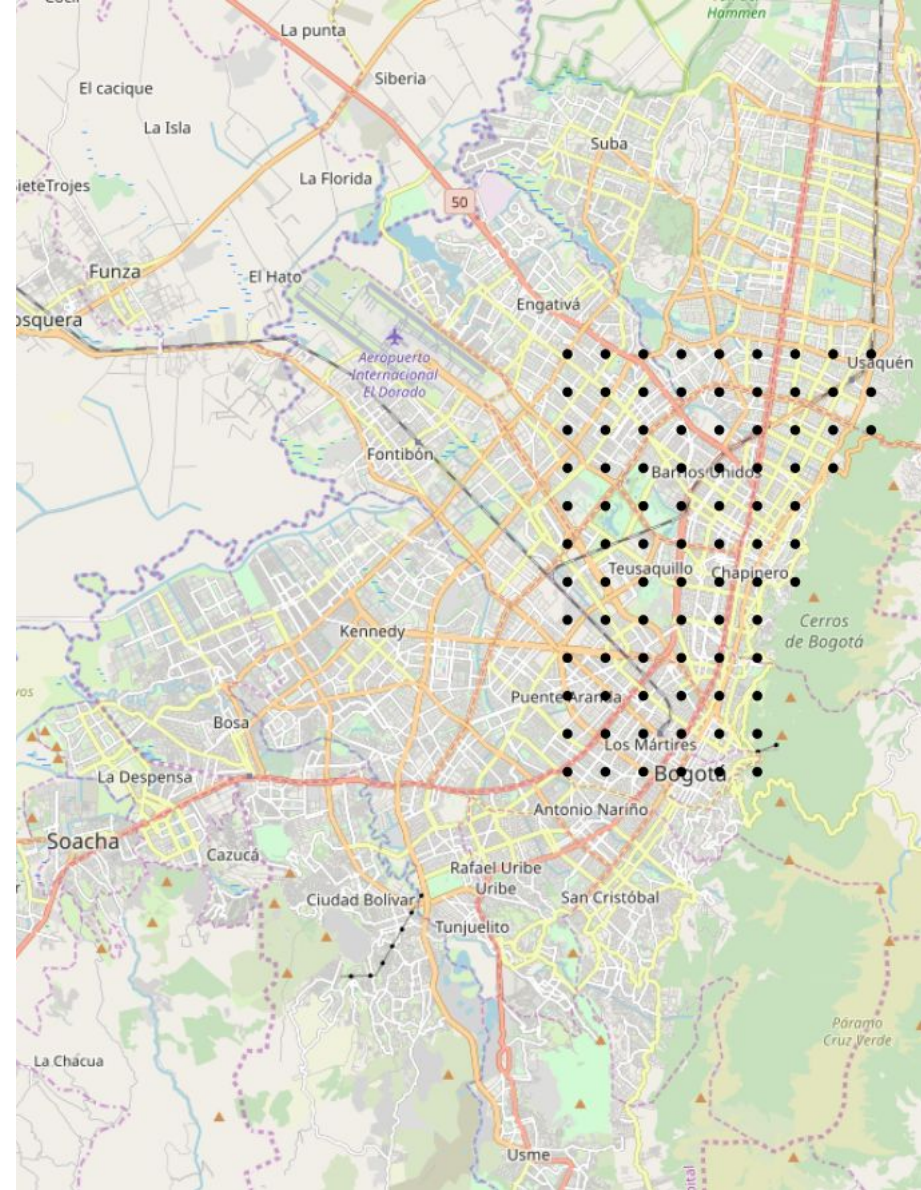 Hammen
La punta
Siberia
El cacique
La Isla
Suba
La Florida
50
Funza
El Hato
Engativá
Aeropuerto
Internacional
El Dorado
Usaquén
Fontibón
Barrios Unidos
Teusaquillo
Chapinero
Cerros
de Bogotá
Kennedy
Puente Aranda
Bosa
Los Mártires
La Despensa
Bogotá
Antonio Nariño
Soacha
Cazucá
Rafael Uribe
Uribe
Ciudad Bolívar
San Cristóbal
Tunjuelito
Páramo
Cruz Verde
La Chacua
Usme